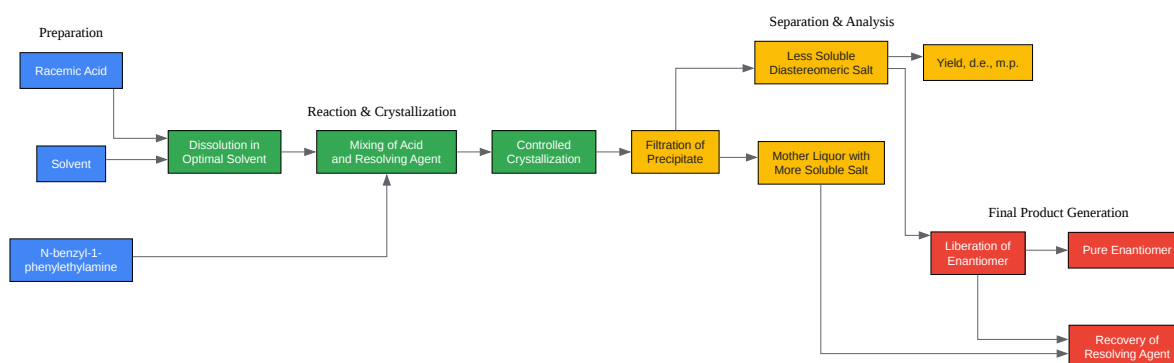 Preparation
Racemic Acid
Solvent
N-benzyl-1-
phenylethylamine
Reaction & Crystallization
Dissolution in
Optimal Solvent
Mixing of Acid
and Resolving Agent
Controlled
Crystallization
Separation & Analysis
Filtration of
Precipitate
Less Soluble
Diastereomeric Salt
Yield, d.e., m.p.
Mother Liquor with
More Soluble Salt
Final Product Generation
Liberation of
Enantiomer
Pure Enantiomer
Recovery of
Resolving Agent